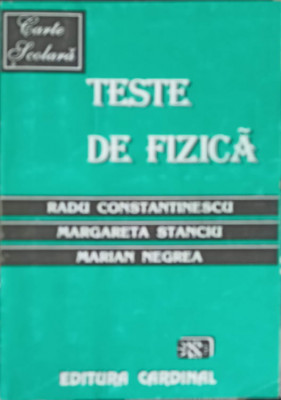 Carte
Școlară
TESTE
DE FIZICĂ
RADU CONSTANTINESCU
MARGARETA STANCIU
MARIAN NEGREA
EDITURA CARDINAL